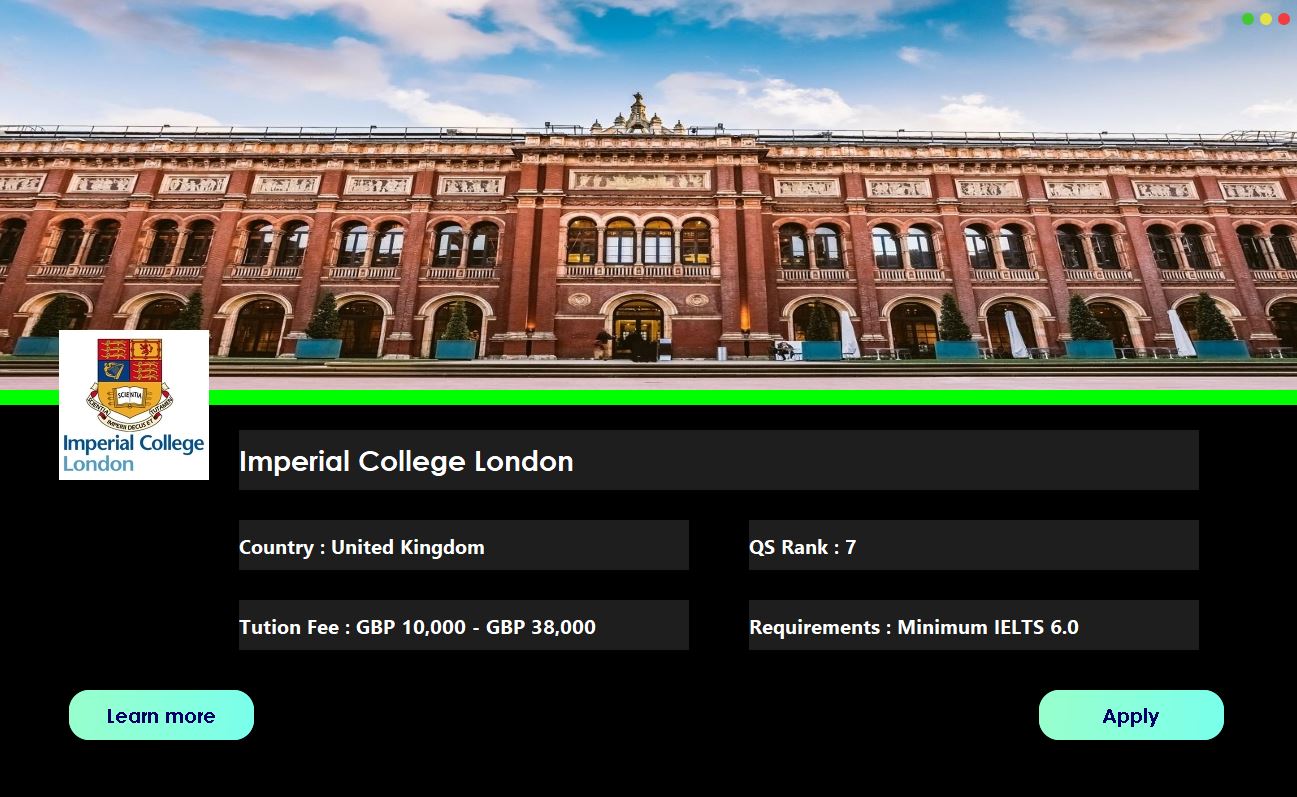 SCIENTIA
SCIENTIA
IMPERII DECUS ET
TUTAMEN
Imperial College
London
Imperial College London
Country : United Kingdom
QS Rank : 7
Tution Fee : GBP 10,000 - GBP 38,000
Requirements : Minimum IELTS 6.0
Learn more
Apply